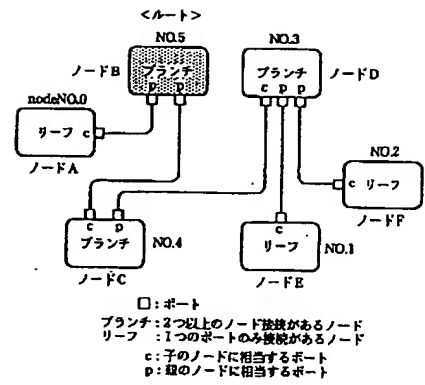 <ルート>
NO.5
ノードB
ブランチ
p p
nodeNO.0
リーフ c
ノードA
NO.3
ブランチ
c p p
ノードD
NO.2
c リーフ
ノードF
c p
ブランチ
NO.4
ノードC
c
リーフ
NO.1
ノードE
□:ポート
ブランチ:2つ以上のノード接続があるノード
リーフ :1つのポートのみ接続があるノード
c:子のノードに相当するポート
p:親のノードに相当するポート